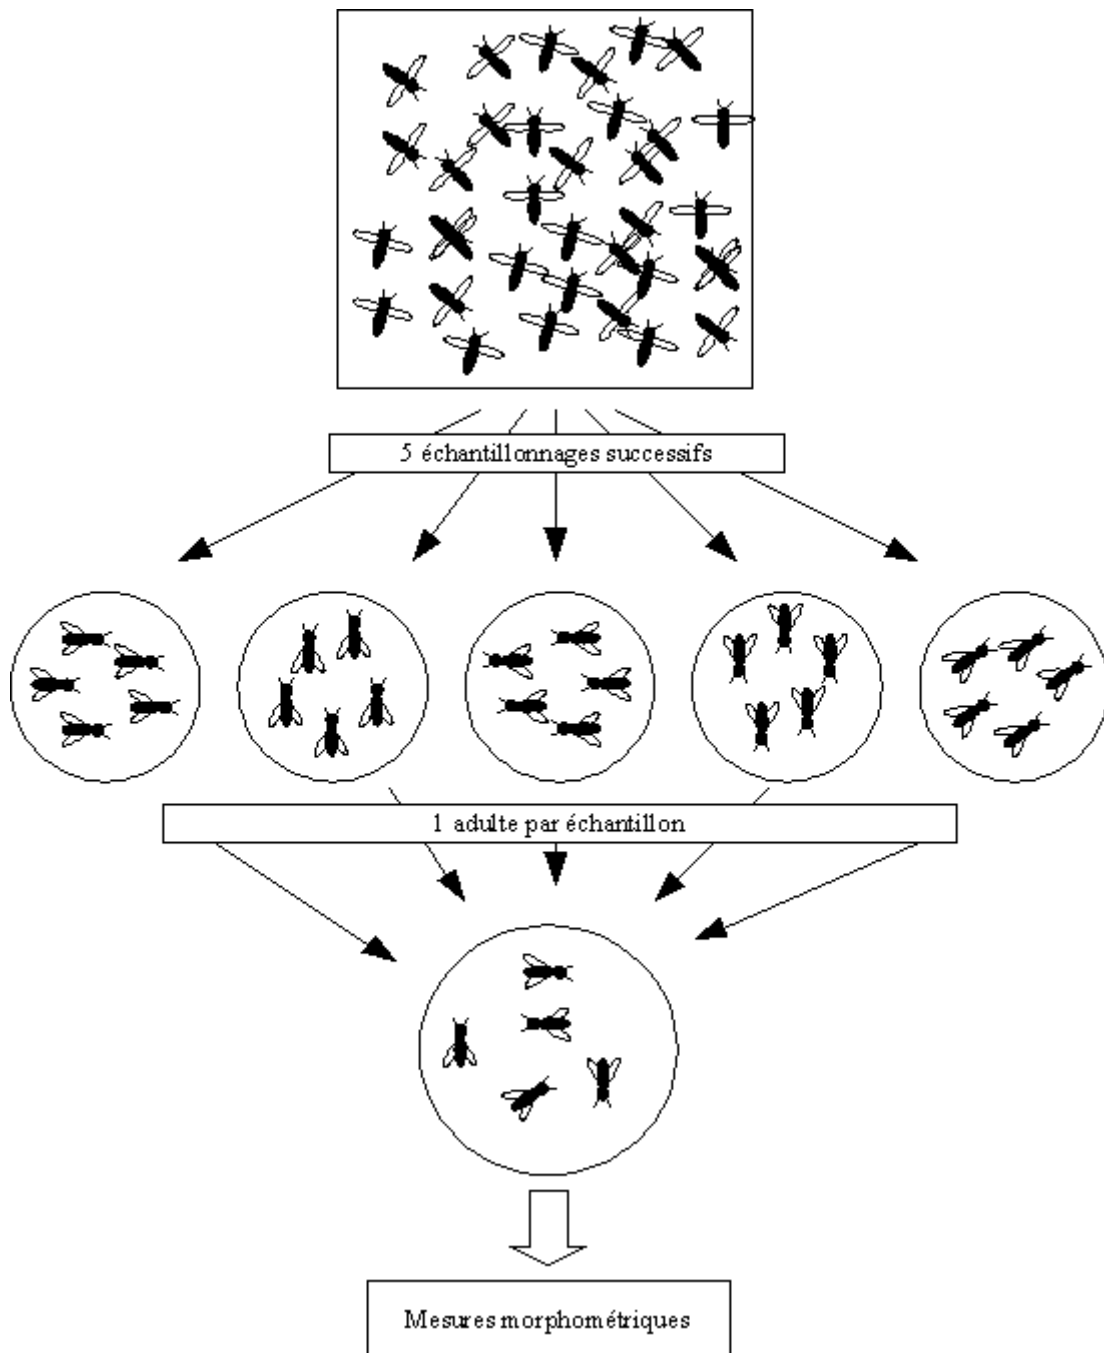 5 échantillonnages successifs
1 adulte par échantillon
Mesures morphométriques